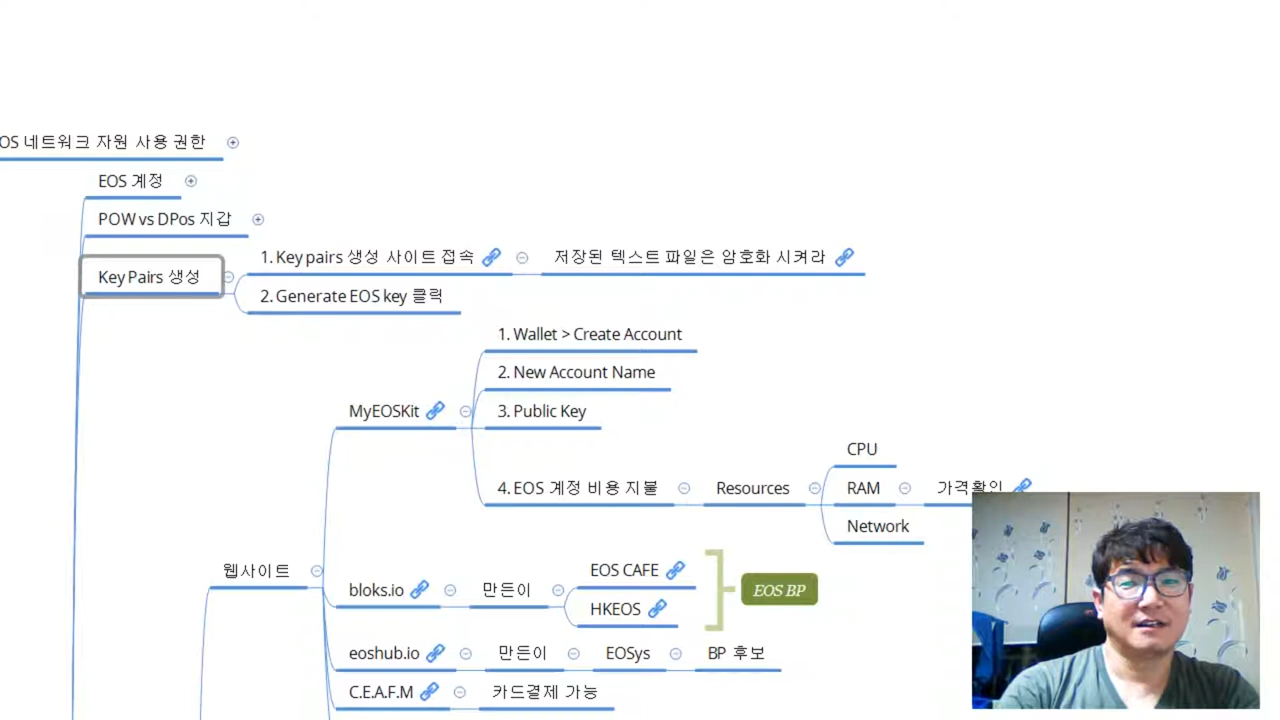 OS 네트워크 자원 사용 권한
EOS 계정
POW vs DPos 지갑
Key Pairs 생성
1. Key pairs 생성 사이트 접속
저장된 텍스트 파일은 암호화 시켜라
2. Generate EOS key 클릭
1. Wallet > Create Account
2. New Account Name
MyEOSKit
3. Public Key
CPU
4. EOS 계정 비용 지불
Resources
RAM
가격확인
Network
웹사이트
bloks.io
만든이
EOS CAFE
HKEOS
EOS BP
eoshub.io
만든이
EOSys
BP 후보
C.E.A.F.M
카드결제 가능